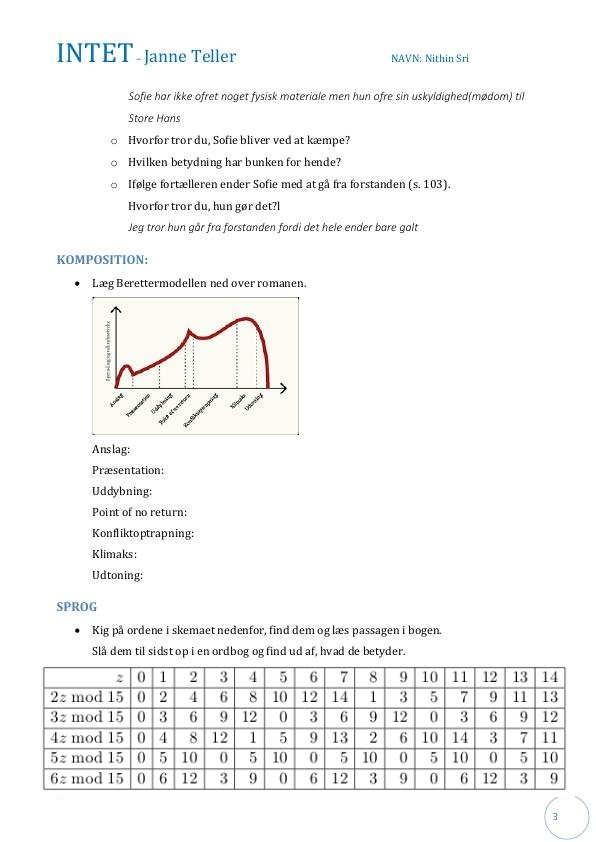 INTET – Janne Teller NAVN: Nithin Sri
Sofie har ikke ofret noget fysisk materiale men hun ofre sin uskyldighed(mødom) til
Store Hans
o Hvorfor tror du, Sofie bliver ved at kæmpe?
o Hvilken betydning har bunken for hende?
o Ifølge fortælleren ender Sofie med at gå fra forstanden (s. 103).
Hvorfor tror du, hun gør det?l
Jeg tror hun går fra forstanden fordi det hele ender bare galt
KOMPOSITION:
• Læg Berettermodellen ned over romanen.
Anslag
Præsentation
Uddybning
Point of no return
Konfliktoptrapning
Klimaks
Udtoning
Anslag:
Præsentation:
Uddybning:
Point of no return:
Konfliktoptrapning:
Klimaks:
Udtoning:
SPROG
• Kig på ordene i skemaet nedenfor, find dem og læs passagen i bogen.
Slå dem til sidst op i en ordbog og find ud af, hvad de betyder.
z 0 1 2 3 4 5 6 7 8 9 10 11 12 13 14
2z mod 15 0 2 4 6 8 10 12 14 1 3 5 7 9 11 13
3z mod 15 0 3 6 9 12 0 3 6 9 12 0 3 6 9 12
4z mod 15 0 4 8 12 1 5 9 13 2 6 10 14 3 7 11
5z mod 15 0 5 10 0 5 10 0 5 10 0 5 10 0 5 10
6z mod 15 0 6 12 3 9 0 6 12 3 9 0 6 12 3 9
3